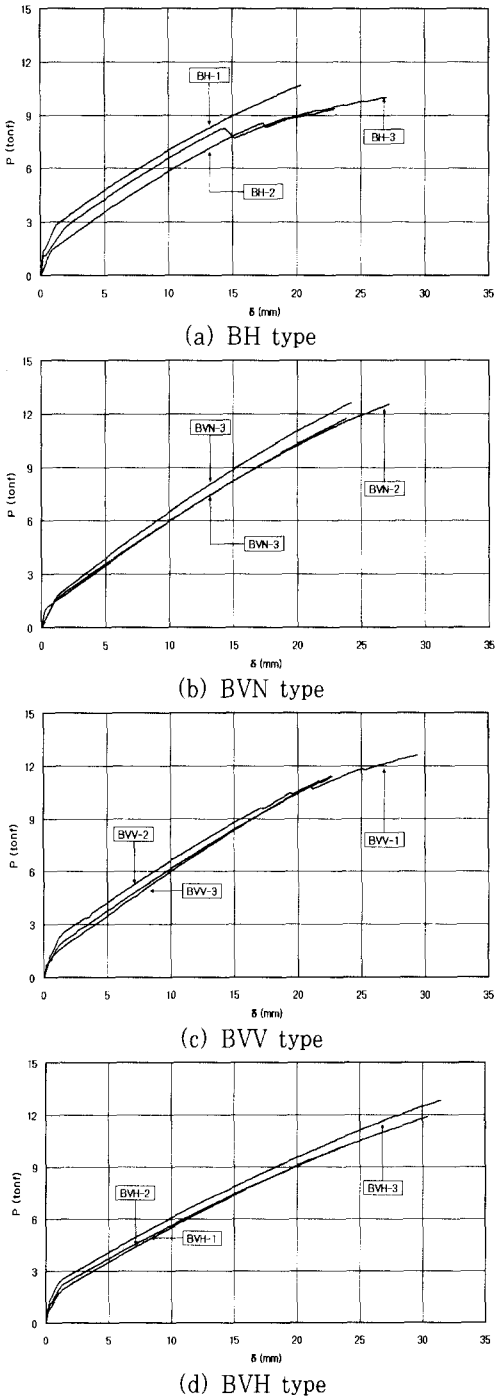 15
12
9
6
3
0
P (tonf)
BH-1
BH-3
BH-2
0 5 10 15 20 25 30 35
δ (mm)
(a) BH type
15
12
9
6
3
0
P (tonf)
BVN-3
BVN-2
BVN-3
0 5 10 15 20 25 30 35
δ (mm)
(b) BVN type
15
12
9
6
3
0
P (tonf)
BVV-2
BVV-1
BVV-3
0 5 10 15 20 25 30 35
δ (mm)
(c) BVV type
15
12
9
6
3
0
P (tonf)
BVH-2
BVH-3
BVH-1
0 5 10 15 20 25 30 35
δ (mm)
(d) BVH type